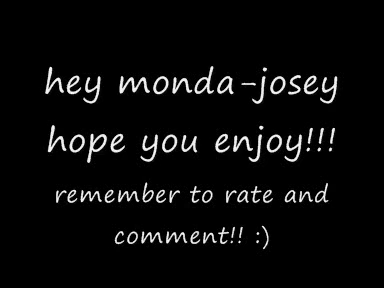 hey monda-josey
hope you enjoy!!!
remember to rate and
comment!! :)